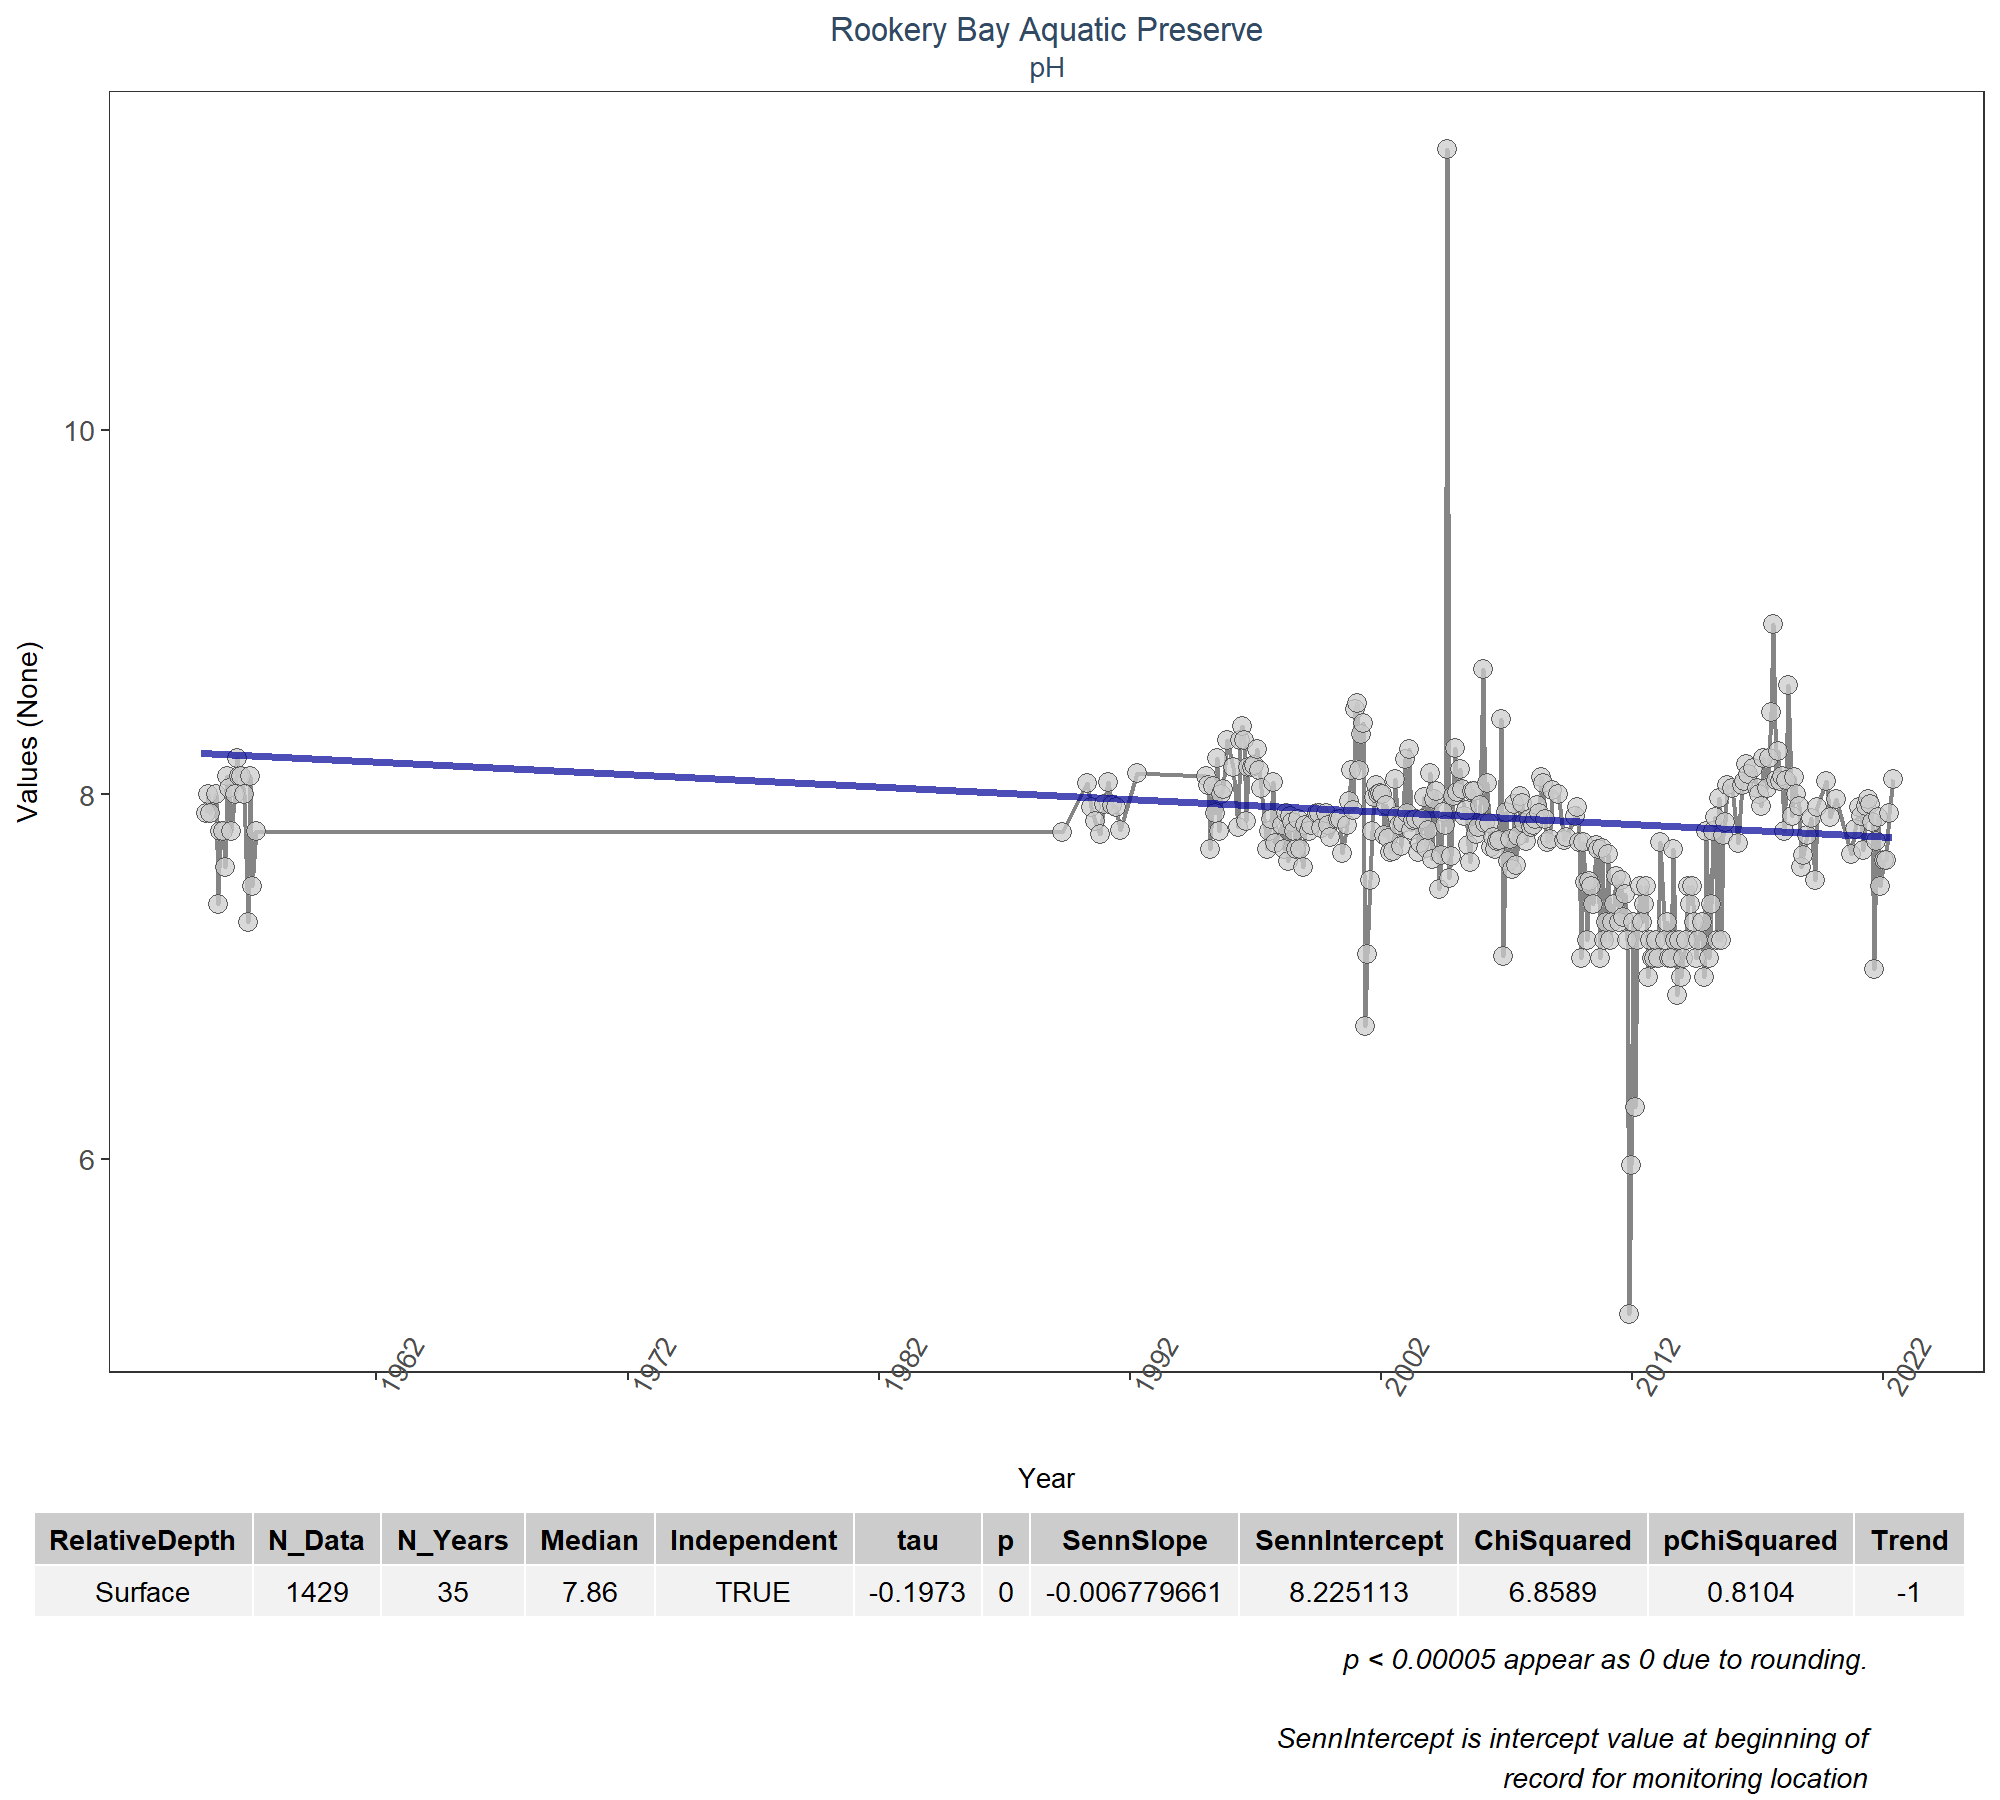 Rookery Bay Aquatic Preserve
pH
Values (None)
10
8
6
1962 1972 1982 1992 2002 2012 2022
Year
RelativeDepth N_Data N_Years Median Independent tau p SennSlope SennIntercept ChiSquared pChiSquared Trend
Surface 1429 35 7.86 TRUE -0.1973 0 -0.006779661 8.225113 6.8589 0.8104 -1
p < 0.00005 appear as 0 due to rounding.
SennIntercept is intercept value at beginning of
record for monitoring location